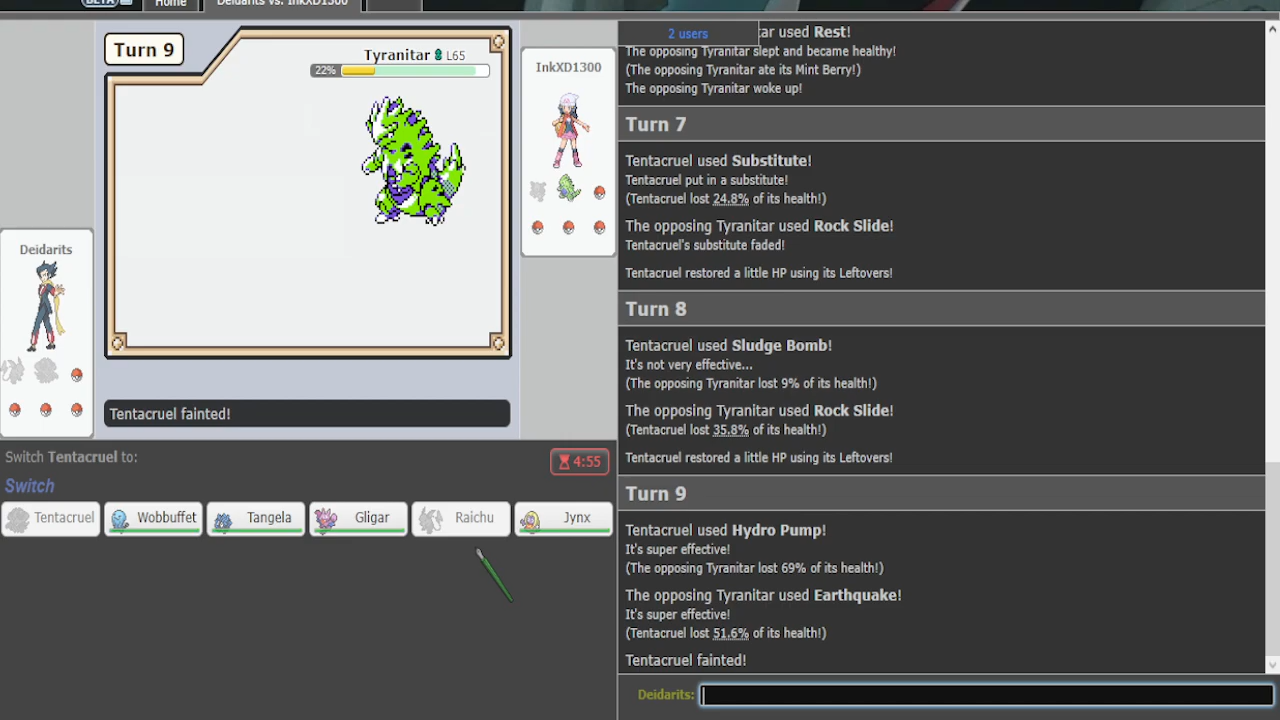 BETA
Home
Deidarits vs. InkXD1300
Turn 9
Tyranitar L65
22%
InkXD1300
Deidarits
Tentacruel fainted!
Switch Tentacruel to:
4:55
Switch
Tentacruel
Wobbuffet
Tangela
Gligar
Raichu
Jynx
2 users
ar used Rest!
The opposing Tyranitar slept and became healthy!
(The opposing Tyranitar ate its Mint Berry!)
The opposing Tyranitar woke up!
Turn 7
Tentacruel used Substitute!
Tentacruel put in a substitute!
(Tentacruel lost 24.8% of its health!)
The opposing Tyranitar used Rock Slide!
Tentacruel's substitute faded!
Tentacruel restored a little HP using its Leftovers!
Turn 8
Tentacruel used Sludge Bomb!
It's not very effective...
(The opposing Tyranitar lost 9% of its health!)
The opposing Tyranitar used Rock Slide!
(Tentacruel lost 35.8% of its health!)
Tentacruel restored a little HP using its Leftovers!
Turn 9
Tentacruel used Hydro Pump!
It's super effective!
(The opposing Tyranitar lost 69% of its health!)
The opposing Tyranitar used Earthquake!
It's super effective!
(Tentacruel lost 51.6% of its health!)
Tentacruel fainted!
Deidarits: